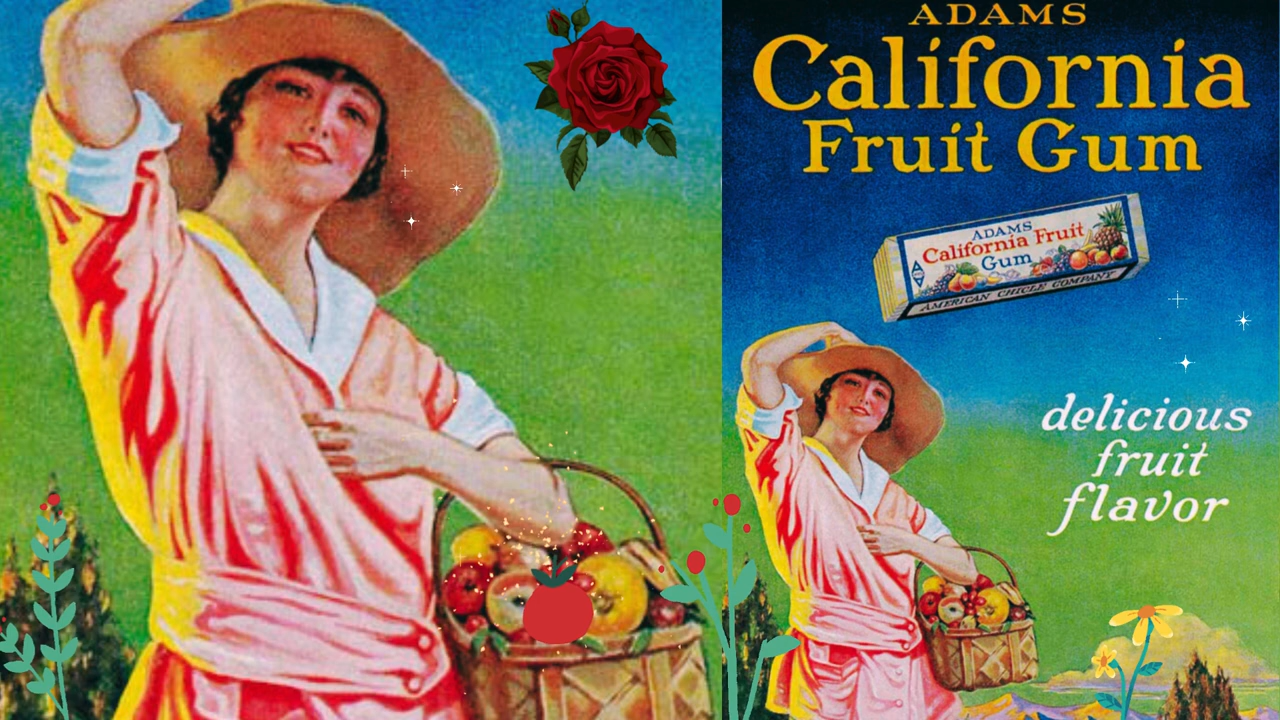 ADAMS
California
Fruit Gum
ADAMS
California Fruit
Gum
AMERICAN CHICLE COMPANY
delicious
fruit
flavor